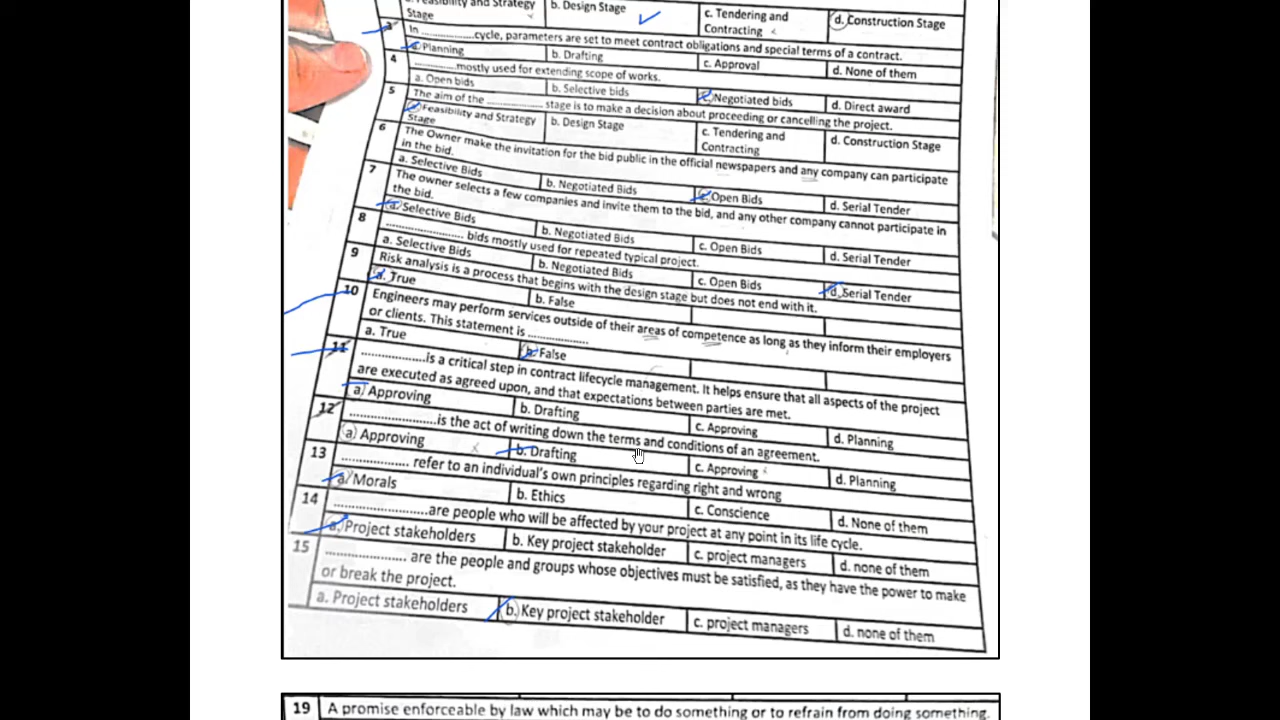 Feasibility and Strategy Stage b. Design Stage c. Tendering and Contracting d. Construction Stage
3 In ..................cycle, parameters are set to meet contract obligations and special terms of a contract.
Planning b. Drafting c. Approval d. None of them
4 ..............mostly used for extending scope of works.
a. Open bids b. Selective bids Negotiated bids d. Direct award
5 The aim of the .................. stage is to make a decision about proceeding or cancelling the project.
Feasibility and Strategy Stage b. Design Stage c. Tendering and Contracting d. Construction Stage
6 The Owner make the invitation for the bid public in the official newspapers and any company can participate
in the bid.
a. Selective Bids b. Negotiated Bids c. Open Bids d. Serial Tender
7 The owner selects a few companies and invite them to the bid, and any other company cannot participate in
the bid.
a. Selective Bids b. Negotiated Bids c. Open Bids d. Serial Tender
8 ...................... bids mostly used for repeated typical project.
a. Selective Bids b. Negotiated Bids c. Open Bids d. Serial Tender
9 Risk analysis is a process that begins with the design stage but does not end with it.
a. True b. False
10 Engineers may perform services outside of their areas of competence as long as they inform their employers
or clients. This statement is ................
a. True b. False
11 ..................is a critical step in contract lifecycle management. It helps ensure that all aspects of the project
are executed as agreed upon, and that expectations between parties are met.
a) Approving b. Drafting c. Approving d. Planning
12 ........................is the act of writing down the terms and conditions of an agreement.
a) Approving b. Drafting c. Approving d. Planning
13 ................... refer to an individual's own principles regarding right and wrong
a) Morals b. Ethics c. Conscience d. None of them
14 ..........................are people who will be affected by your project at any point in its life cycle.
a. Project stakeholders b. Key project stakeholder c. project managers d. none of them
15 ...................... are the people and groups whose objectives must be satisfied, as they have the power to make
or break the project.
a. Project stakeholders b. Key project stakeholder c. project managers d. none of them
19 A promise enforceable by law which may be to do something or to refrain from doing something.